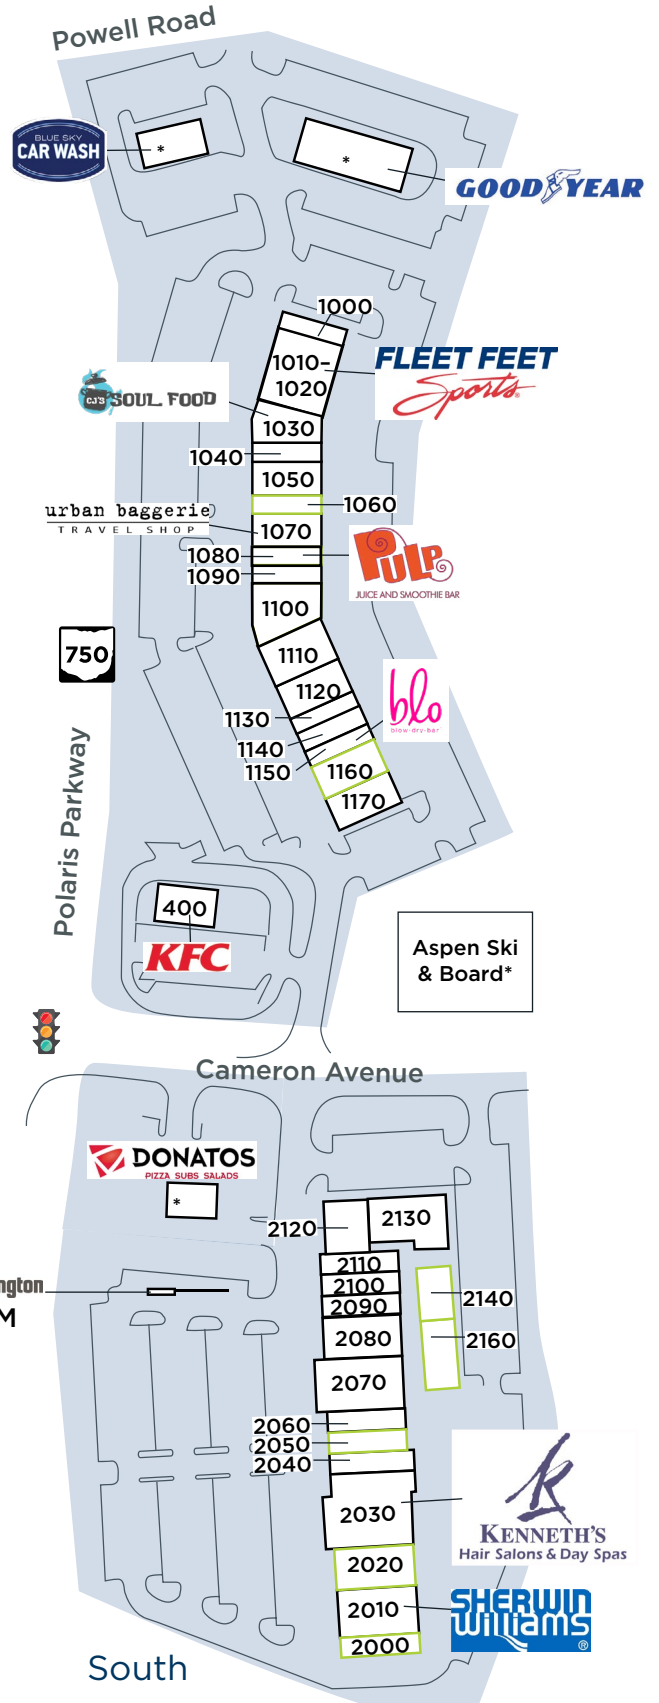 Powell Road
BLUE SKY
CAR WASH
*
*
GOODYEAR
1000
1010–
1020
FLEET FEET
Sports
CJ'S SOUL FOOD
1030
1040
1050
1060
urban baggerie
TRAVEL SHOP
1070
1080
PULP
JUICE AND SMOOTHIE BAR
1090
1100
750
1110
1120
blo
blow-dry-bar
1130
1140
1150
1160
1170
Polaris Parkway
400
KFC
Aspen Ski
& Board*
Cameron Avenue
DONATOS
PIZZA SUBS SALADS
*
2120
2130
2110
2100
2090
ngton
M
2140
2080
2160
2070
2060
2050
2040
2030
KENNETH'S
Hair Salons & Day Spas
2020
2010
SHERWIN
WILLIAMS®
2000
South